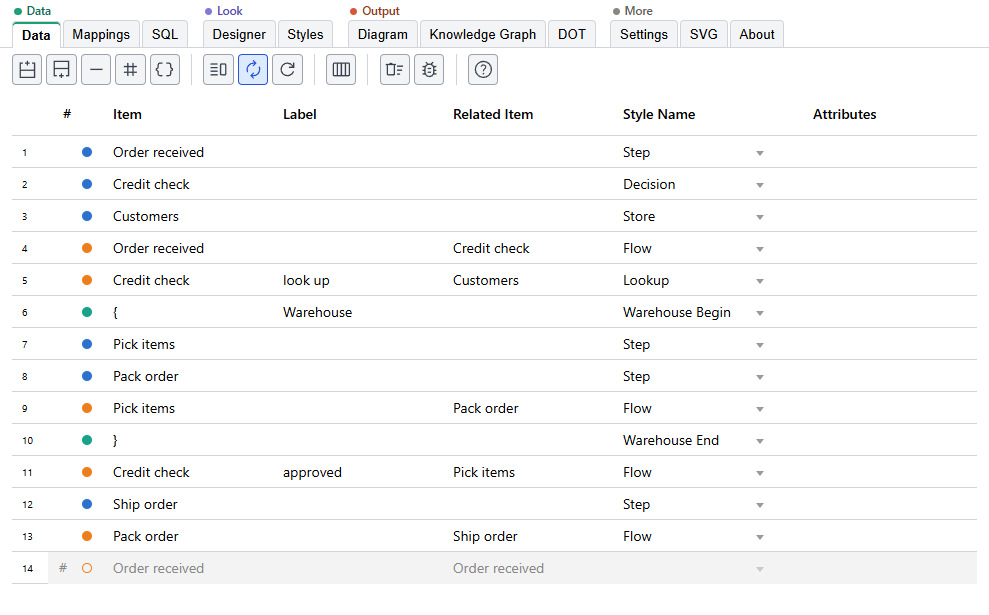 Data Look Output More
Data Mappings SQL Designer Styles Diagram Knowledge Graph DOT Settings SVG About
# Item Label Related Item Style Name Attributes
1 Order received Step
2 Credit check Decision
3 Customers Store
4 Order received Credit check Flow
5 Credit check look up Customers Lookup
6 { Warehouse Warehouse Begin
7 Pick items Step
8 Pack order Step
9 Pick items Pack order Flow
10 } Warehouse End
11 Credit check approved Pick items Flow
12 Ship order Step
13 Pack order Ship order Flow
14 # Order received Order received